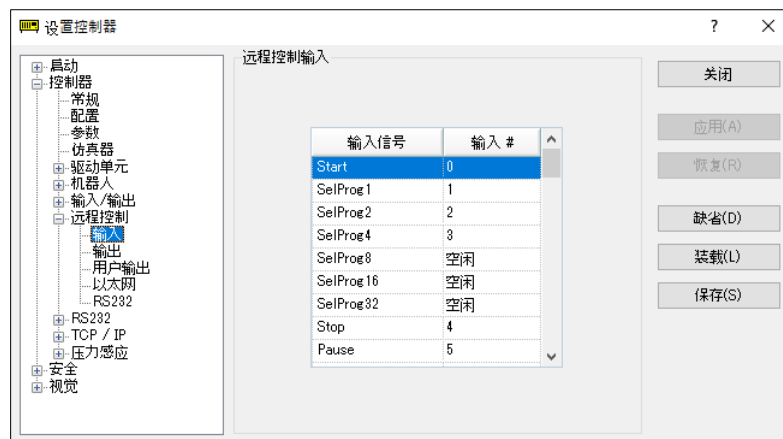 设置控制器
? ×
启动
控制器
常规
配置
参数
仿真器
驱动单元
机器人
输入/输出
远程控制
输入
输出
用户输出
以太网
RS232
RS232
TCP / IP
压力感应
安全
视觉
远程控制输入
输入信号 输入 #
Start 0
SelProg1 1
SelProg2 2
SelProg4 3
SelProg8 空闲
SelProg16 空闲
SelProg32 空闲
Stop 4
Pause 5
关闭
应用(A)
恢复(R)
缺省(D)
装载(L)
保存(S)